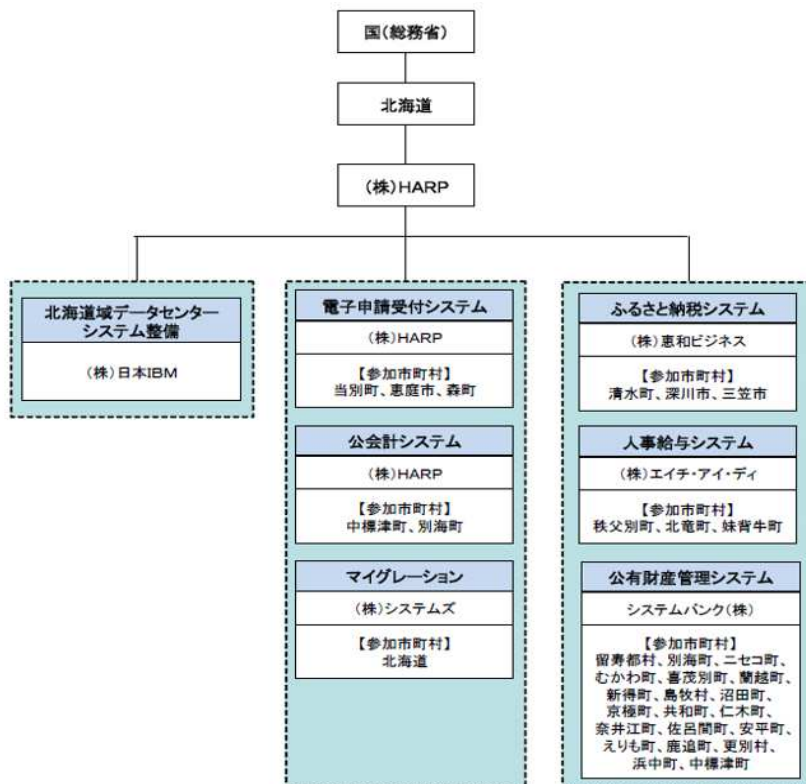 国(総務省)
北海道
(株)HARP
北海道域データセンター
システム整備
(株)日本IBM
電子申請受付システム
(株)HARP
【参加市町村】
当別町、恵庭市、森町
公会計システム
(株)HARP
【参加市町村】
中標津町、別海町
マイグレーション
(株)システムズ
【参加市町村】
北海道
ふるさと納税システム
(株)恵和ビジネス
【参加市町村】
清水町、深川市、三笠市
人事給与システム
(株)エイチ・アイ・ディ
【参加市町村】
秩父別町、北竜町、妹背牛町
公有財産管理システム
システムバンク(株)
【参加市町村】
留寿都村、別海町、ニセコ町、
むかわ町、喜茂別町、蘭越町、
新得町、島牧村、沼田町、
京極町、共和町、仁木町、
奈井江町、佐呂間町、安平町、
えりも町、鹿追町、更別村、
浜中町、中標津町